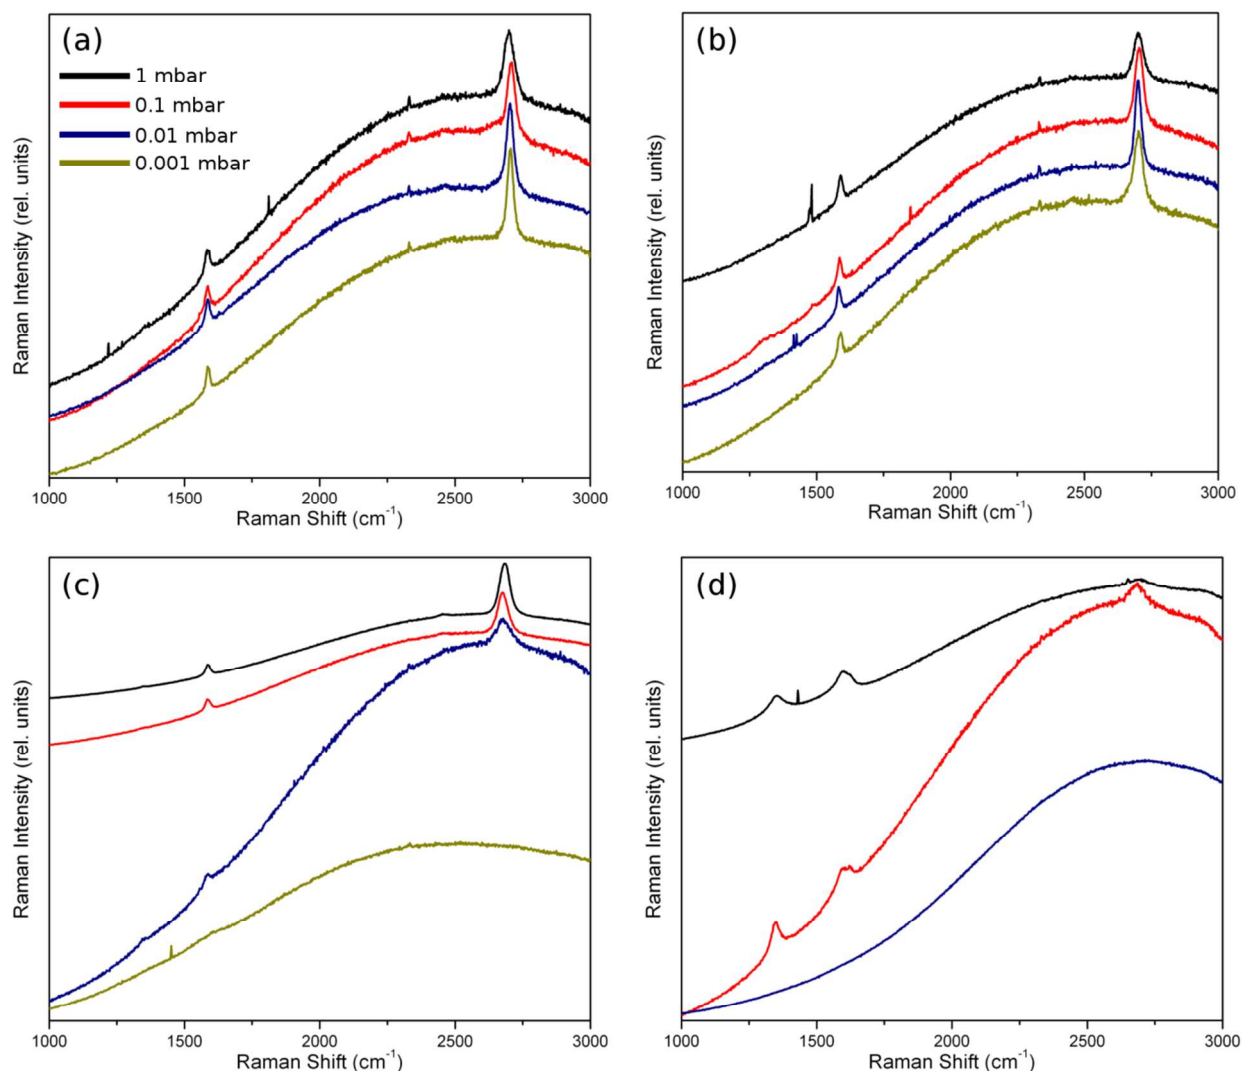 (a)
1 mbar
0.1 mbar
0.01 mbar
0.001 mbar
Raman Intensity (rel. units)
1000 1500 2000 2500 3000
Raman Shift (cm⁻¹)
(b)
Raman Intensity (rel. units)
1000 1500 2000 2500 3000
Raman Shift (cm⁻¹)
(c)
Raman Intensity (rel. units)
1000 1500 2000 2500 3000
Raman Shift (cm⁻¹)
(d)
Raman Intensity (rel. units)
1000 1500 2000 2500 3000
Raman Shift (cm⁻¹)